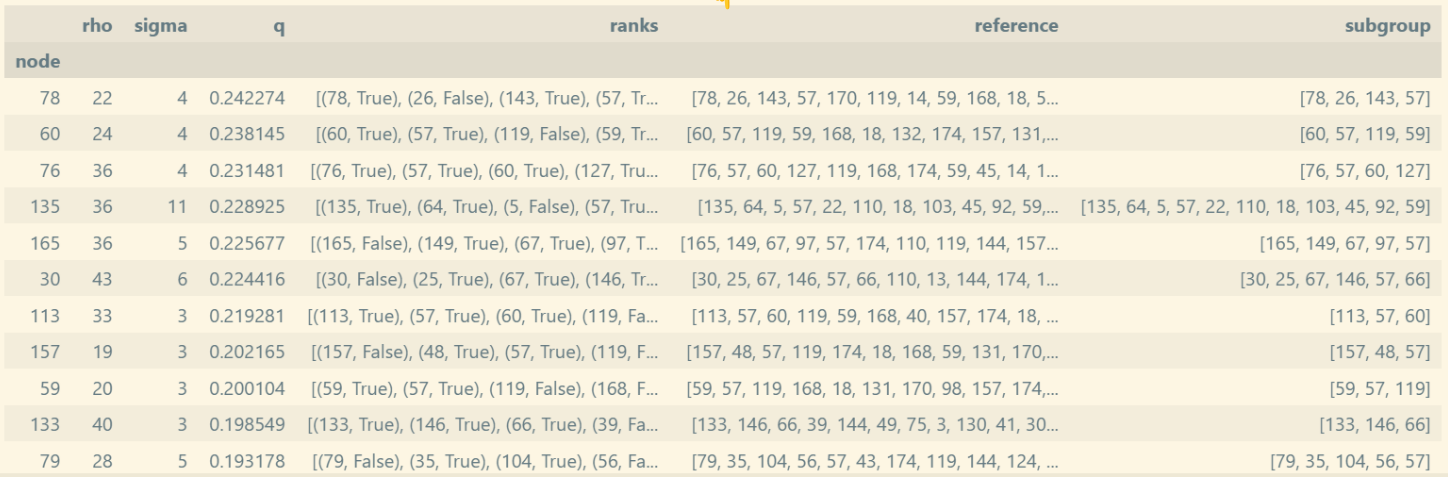 rho sigma q ranks reference subgroup
node
78 22 4 0.242274 [(78, True), (26, False), (143, True), (57, Tr... [78, 26, 143, 57, 170, 119, 14, 59, 168, 18, 5... [78, 26, 143, 57]
60 24 4 0.238145 [(60, True), (57, True), (119, False), (59, Tr... [60, 57, 119, 59, 168, 18, 132, 174, 157, 131,... [60, 57, 119, 59]
76 36 4 0.231481 [(76, True), (57, True), (60, True), (127, Tru... [76, 57, 60, 127, 119, 168, 174, 59, 45, 14, 1... [76, 57, 60, 127]
135 36 11 0.228925 [(135, True), (64, True), (5, False), (57, Tru... [135, 64, 5, 57, 22, 110, 18, 103, 45, 92, 59,... [135, 64, 5, 57, 22, 110, 18, 103, 45, 92, 59]
165 36 5 0.225677 [(165, False), (149, True), (67, True), (97, T... [165, 149, 67, 97, 57, 174, 110, 119, 144, 157... [165, 149, 67, 97, 57]
30 43 6 0.224416 [(30, False), (25, True), (67, True), (146, Tr... [30, 25, 67, 146, 57, 66, 110, 13, 144, 174, 1... [30, 25, 67, 146, 57, 66]
113 33 3 0.219281 [(113, True), (57, True), (60, True), (119, Fa... [113, 57, 60, 119, 59, 168, 40, 157, 174, 18, ... [113, 57, 60]
157 19 3 0.202165 [(157, False), (48, True), (57, True), (119, F... [157, 48, 57, 119, 174, 18, 168, 59, 131, 170,... [157, 48, 57]
59 20 3 0.200104 [(59, True), (57, True), (119, False), (168, F... [59, 57, 119, 168, 18, 131, 170, 98, 157, 174,... [59, 57, 119]
133 40 3 0.198549 [(133, True), (146, True), (66, True), (39, Fa... [133, 146, 66, 39, 144, 49, 75, 3, 130, 41, 30... [133, 146, 66]
79 28 5 0.193178 [(79, False), (35, True), (104, True), (56, Fa... [79, 35, 104, 56, 57, 43, 174, 119, 144, 124, ... [79, 35, 104, 56, 57]